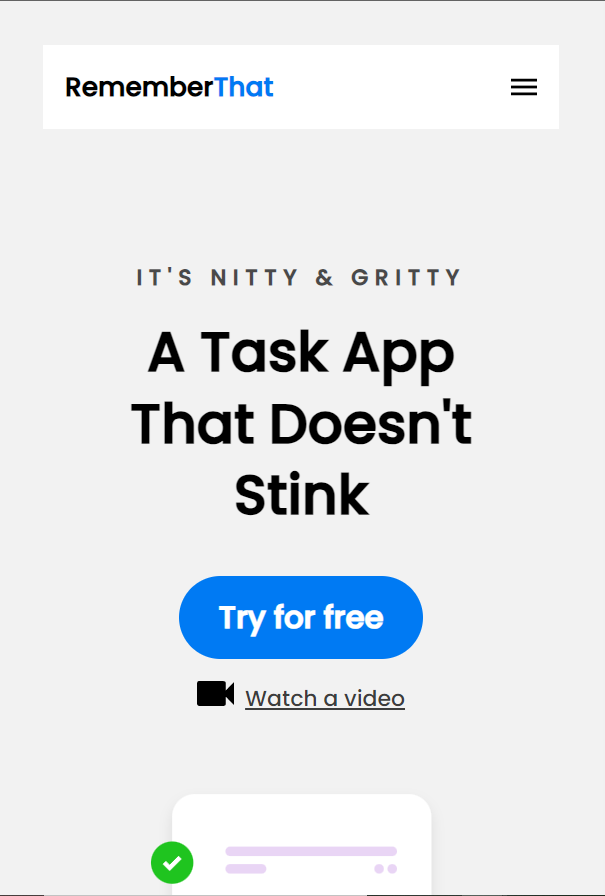 RememberThat
IT'S NITTY & GRITTY
A Task App
That Doesn't
Stink
Try for free
Watch a video